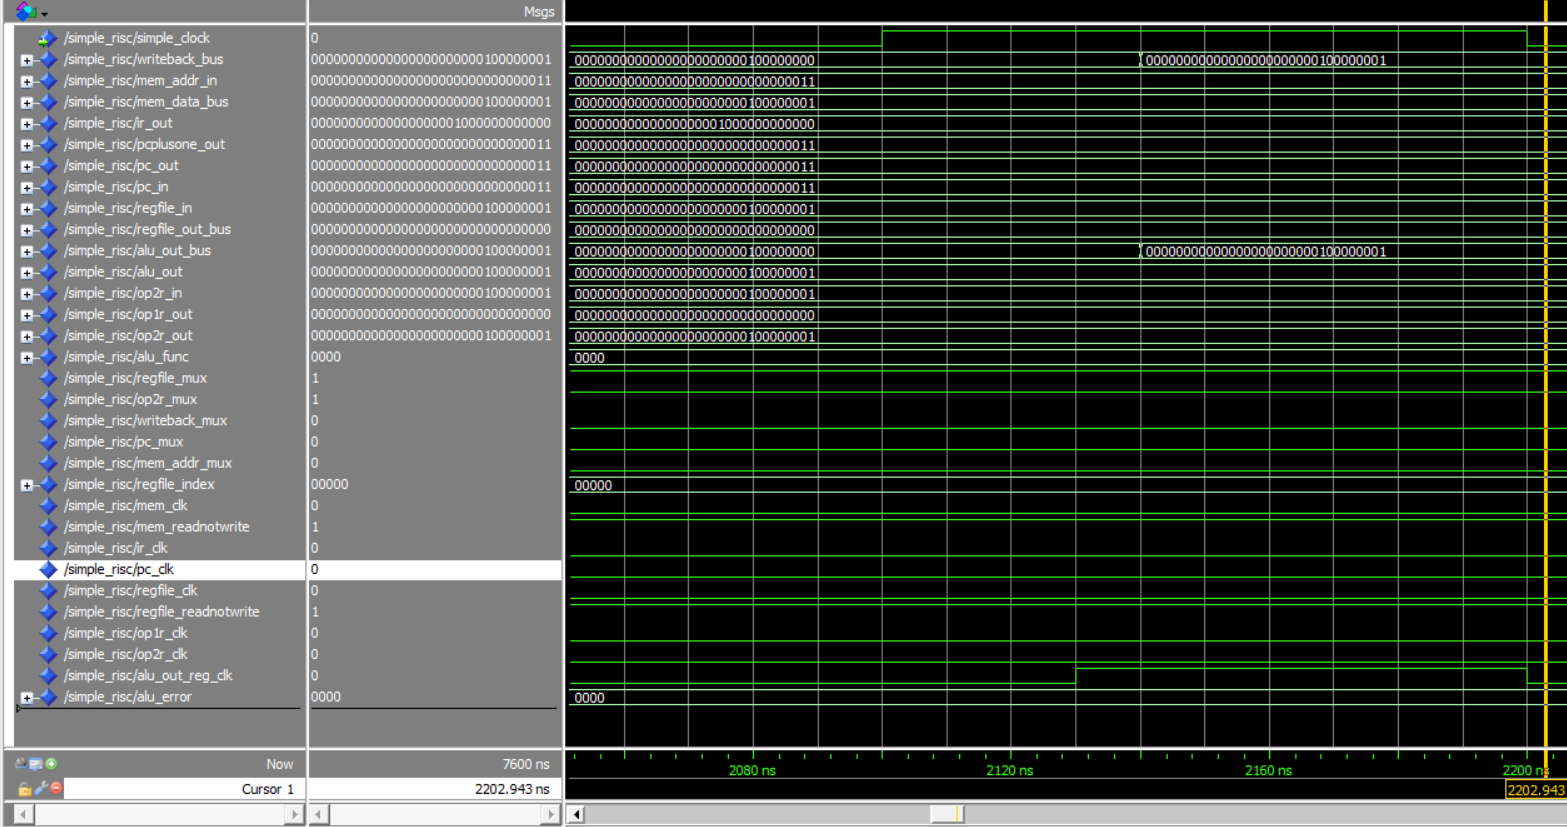 Msgs
/simple_risc/simple_clock 0
/simple_risc/writeback_bus 00000000000000000000000100000001 00000000000000000000000100000000 00000000000000000000000100000001
/simple_risc/mem_addr_in 00000000000000000000000000000011 00000000000000000000000000000011
/simple_risc/mem_data_bus 00000000000000000000000100000001 00000000000000000000000100000001
/simple_risc/ir_out 00000000000000000001000000000000 00000000000000000001000000000000
/simple_risc/pcplusone_out 00000000000000000000000000000011 00000000000000000000000000000011
/simple_risc/pc_out 00000000000000000000000000000011 00000000000000000000000000000011
/simple_risc/pc_in 00000000000000000000000000000011 00000000000000000000000000000011
/simple_risc/regfile_in 00000000000000000000000100000001 00000000000000000000000100000001
/simple_risc/regfile_out_bus 00000000000000000000000000000000 00000000000000000000000000000000
/simple_risc/alu_out_bus 00000000000000000000000100000001 00000000000000000000000100000000 00000000000000000000000100000001
/simple_risc/alu_out 00000000000000000000000100000001 00000000000000000000000100000001
/simple_risc/op2r_in 00000000000000000000000100000001 00000000000000000000000100000001
/simple_risc/op1r_out 00000000000000000000000000000000 00000000000000000000000000000000
/simple_risc/op2r_out 00000000000000000000000100000001 00000000000000000000000100000001
/simple_risc/alu_func 0000 0000
/simple_risc/regfile_mux 1
/simple_risc/op2r_mux 1
/simple_risc/writeback_mux 0
/simple_risc/pc_mux 0
/simple_risc/mem_addr_mux 0
/simple_risc/regfile_index 00000 00000
/simple_risc/mem_clk 0
/simple_risc/mem_readnotwrite 1
/simple_risc/ir_clk 0
/simple_risc/pc_clk 0
/simple_risc/regfile_clk 0
/simple_risc/regfile_readnotwrite 1
/simple_risc/op1r_clk 0
/simple_risc/op2r_clk 0
/simple_risc/alu_out_reg_clk 0
/simple_risc/alu_error 0000 0000
Now 7600 ns 2080 ns 2120 ns 2160 ns 2200 ns
Cursor 1 2202.943 ns 2202.943